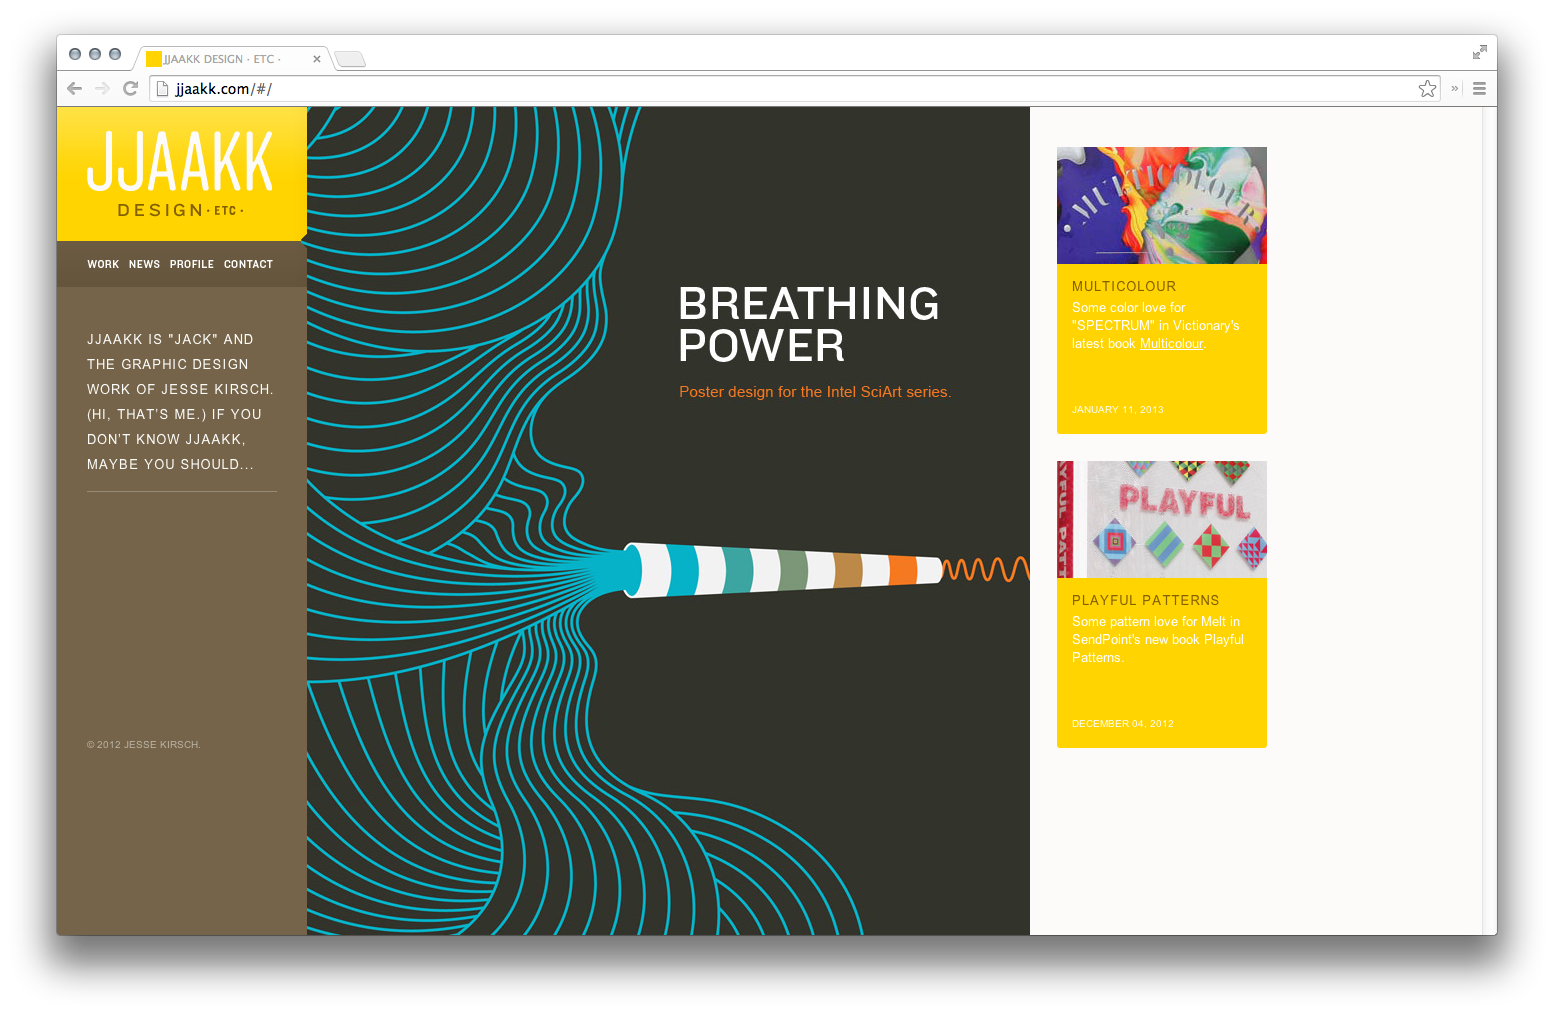 JJAAKK DESIGN · ETC ·
jjaakk.com/#/
JJAAKK
DESIGN · ETC ·
WORK NEWS PROFILE CONTACT
JJAAKK IS "JACK" AND
THE GRAPHIC DESIGN
WORK OF JESSE KIRSCH.
(HI, THAT'S ME.) IF YOU
DON'T KNOW JJAAKK,
MAYBE YOU SHOULD...
© 2012 JESSE KIRSCH.
BREATHING
POWER
Poster design for the Intel SciArt series.
MULTICOLOUR
MULTICOLOUR
Some color love for
"SPECTRUM" in Victionary's
latest book Multicolour.
JANUARY 11, 2013
PLAYFUL
PLAYFUL PATTERNS
Some pattern love for Melt in
SendPoint's new book Playful
Patterns.
DECEMBER 04, 2012